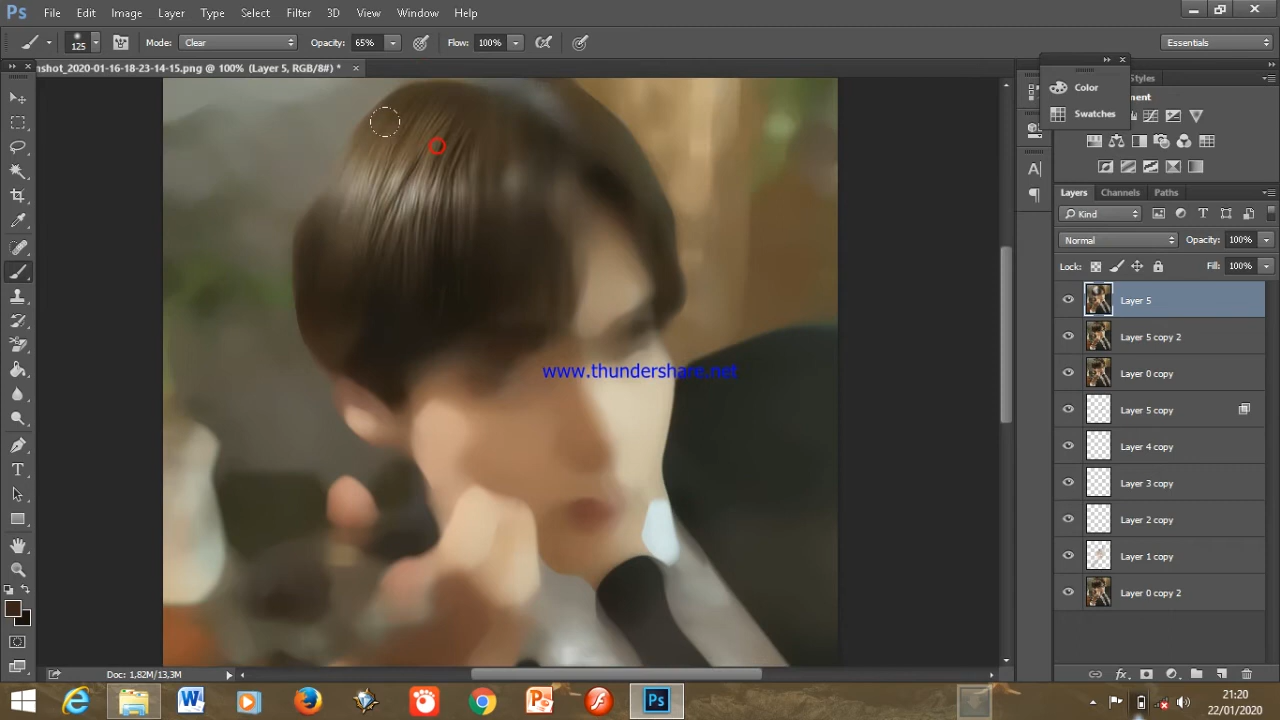 Ps File Edit Image Layer Type Select Filter 3D View Window Help
125 Mode: Clear Opacity: 65% Flow: 100% Essentials
nshot_2020-01-16-18-23-14-15.png @ 100% (Layer 5, RGB/8#) * ×
Styles
Color
Swatches
Layers Channels Paths
Kind
Normal Opacity: 100%
Lock: Fill: 100%
Layer 5
Layer 5 copy 2
Layer 0 copy
Layer 5 copy
Layer 4 copy
Layer 3 copy
Layer 2 copy
Layer 1 copy
Layer 0 copy 2
www.thundershare.net
Doc: 1,82M/13,3M
21:20
22/01/2020